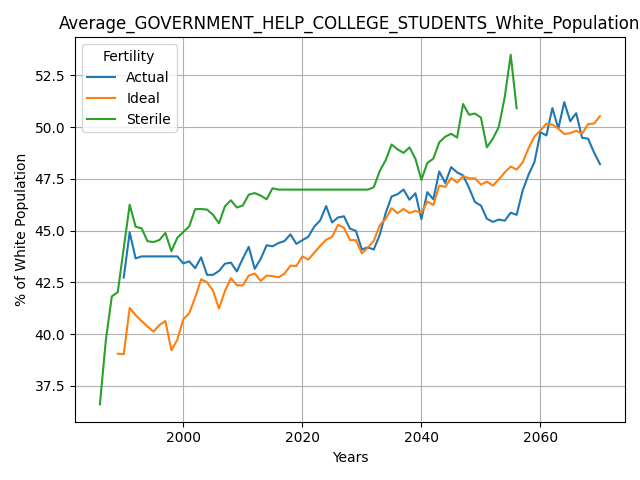 Average_GOVERNMENT_HELP_COLLEGE_STUDENTS_White_Population
Fertility
Actual
Ideal
Sterile
% of White Population
52.5
50.0
47.5
45.0
42.5
40.0
37.5
2000 2020 2040 2060
Years